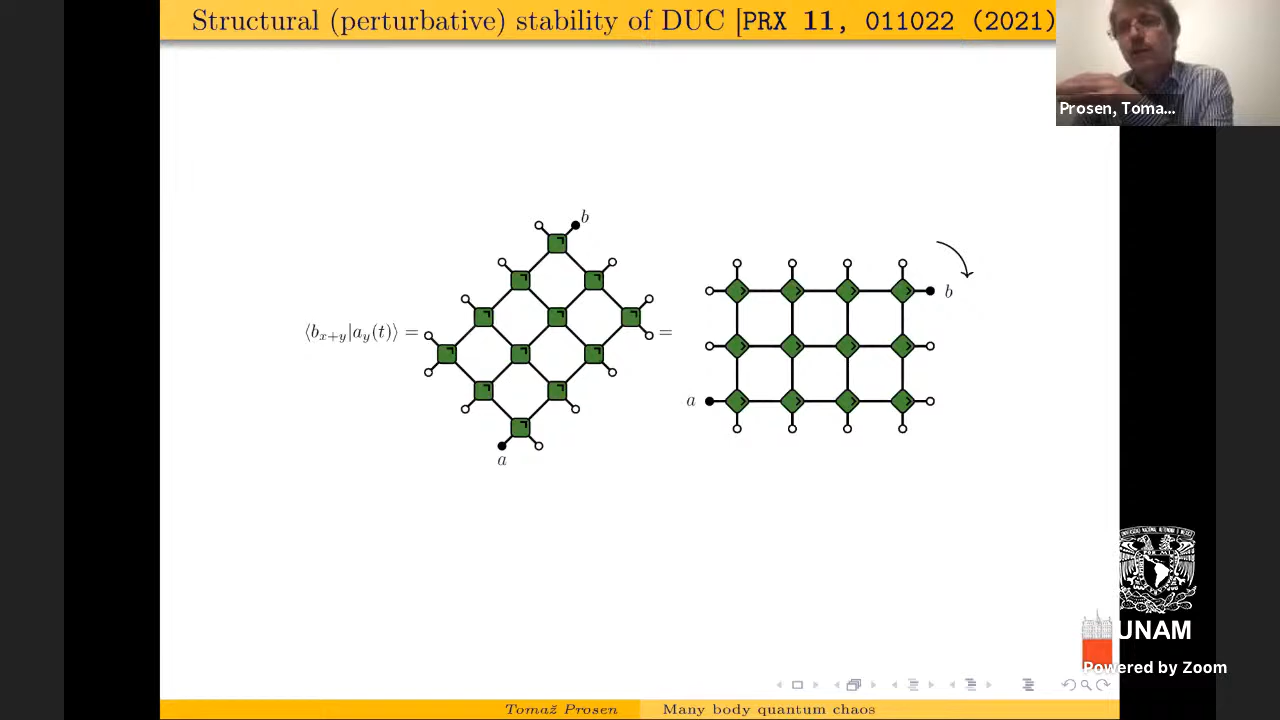 Structural (perturbative) stability of DUC [PRX 11, 011022 (2021)
Prosen, Toma...
b
⟨b_{x+y}|a_y(t)⟩ =
=
a
b
a
UNAM
Powered by Zoom
Tomaž Prosen
Many body quantum chaos